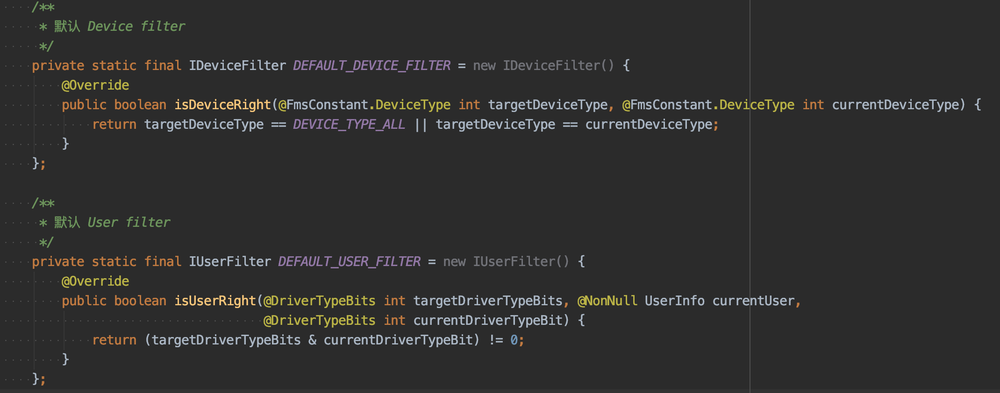 /**
* 默认 Device filter
*/
private static final IDeviceFilter DEFAULT_DEVICE_FILTER = new IDeviceFilter() {
@Override
public boolean isDeviceRight(@FmsConstant.DeviceType int targetDeviceType, @FmsConstant.DeviceType int currentDeviceType) {
return targetDeviceType == DEVICE_TYPE_ALL || targetDeviceType == currentDeviceType;
}
};
/**
* 默认 User filter
*/
private static final IUserFilter DEFAULT_USER_FILTER = new IUserFilter() {
@Override
public boolean isUserRight(@DriverTypeBits int targetDriverTypeBits, @NonNull UserInfo currentUser,
@DriverTypeBits int currentDriverTypeBit) {
return (targetDriverTypeBits & currentDriverTypeBit) != 0;
}
};